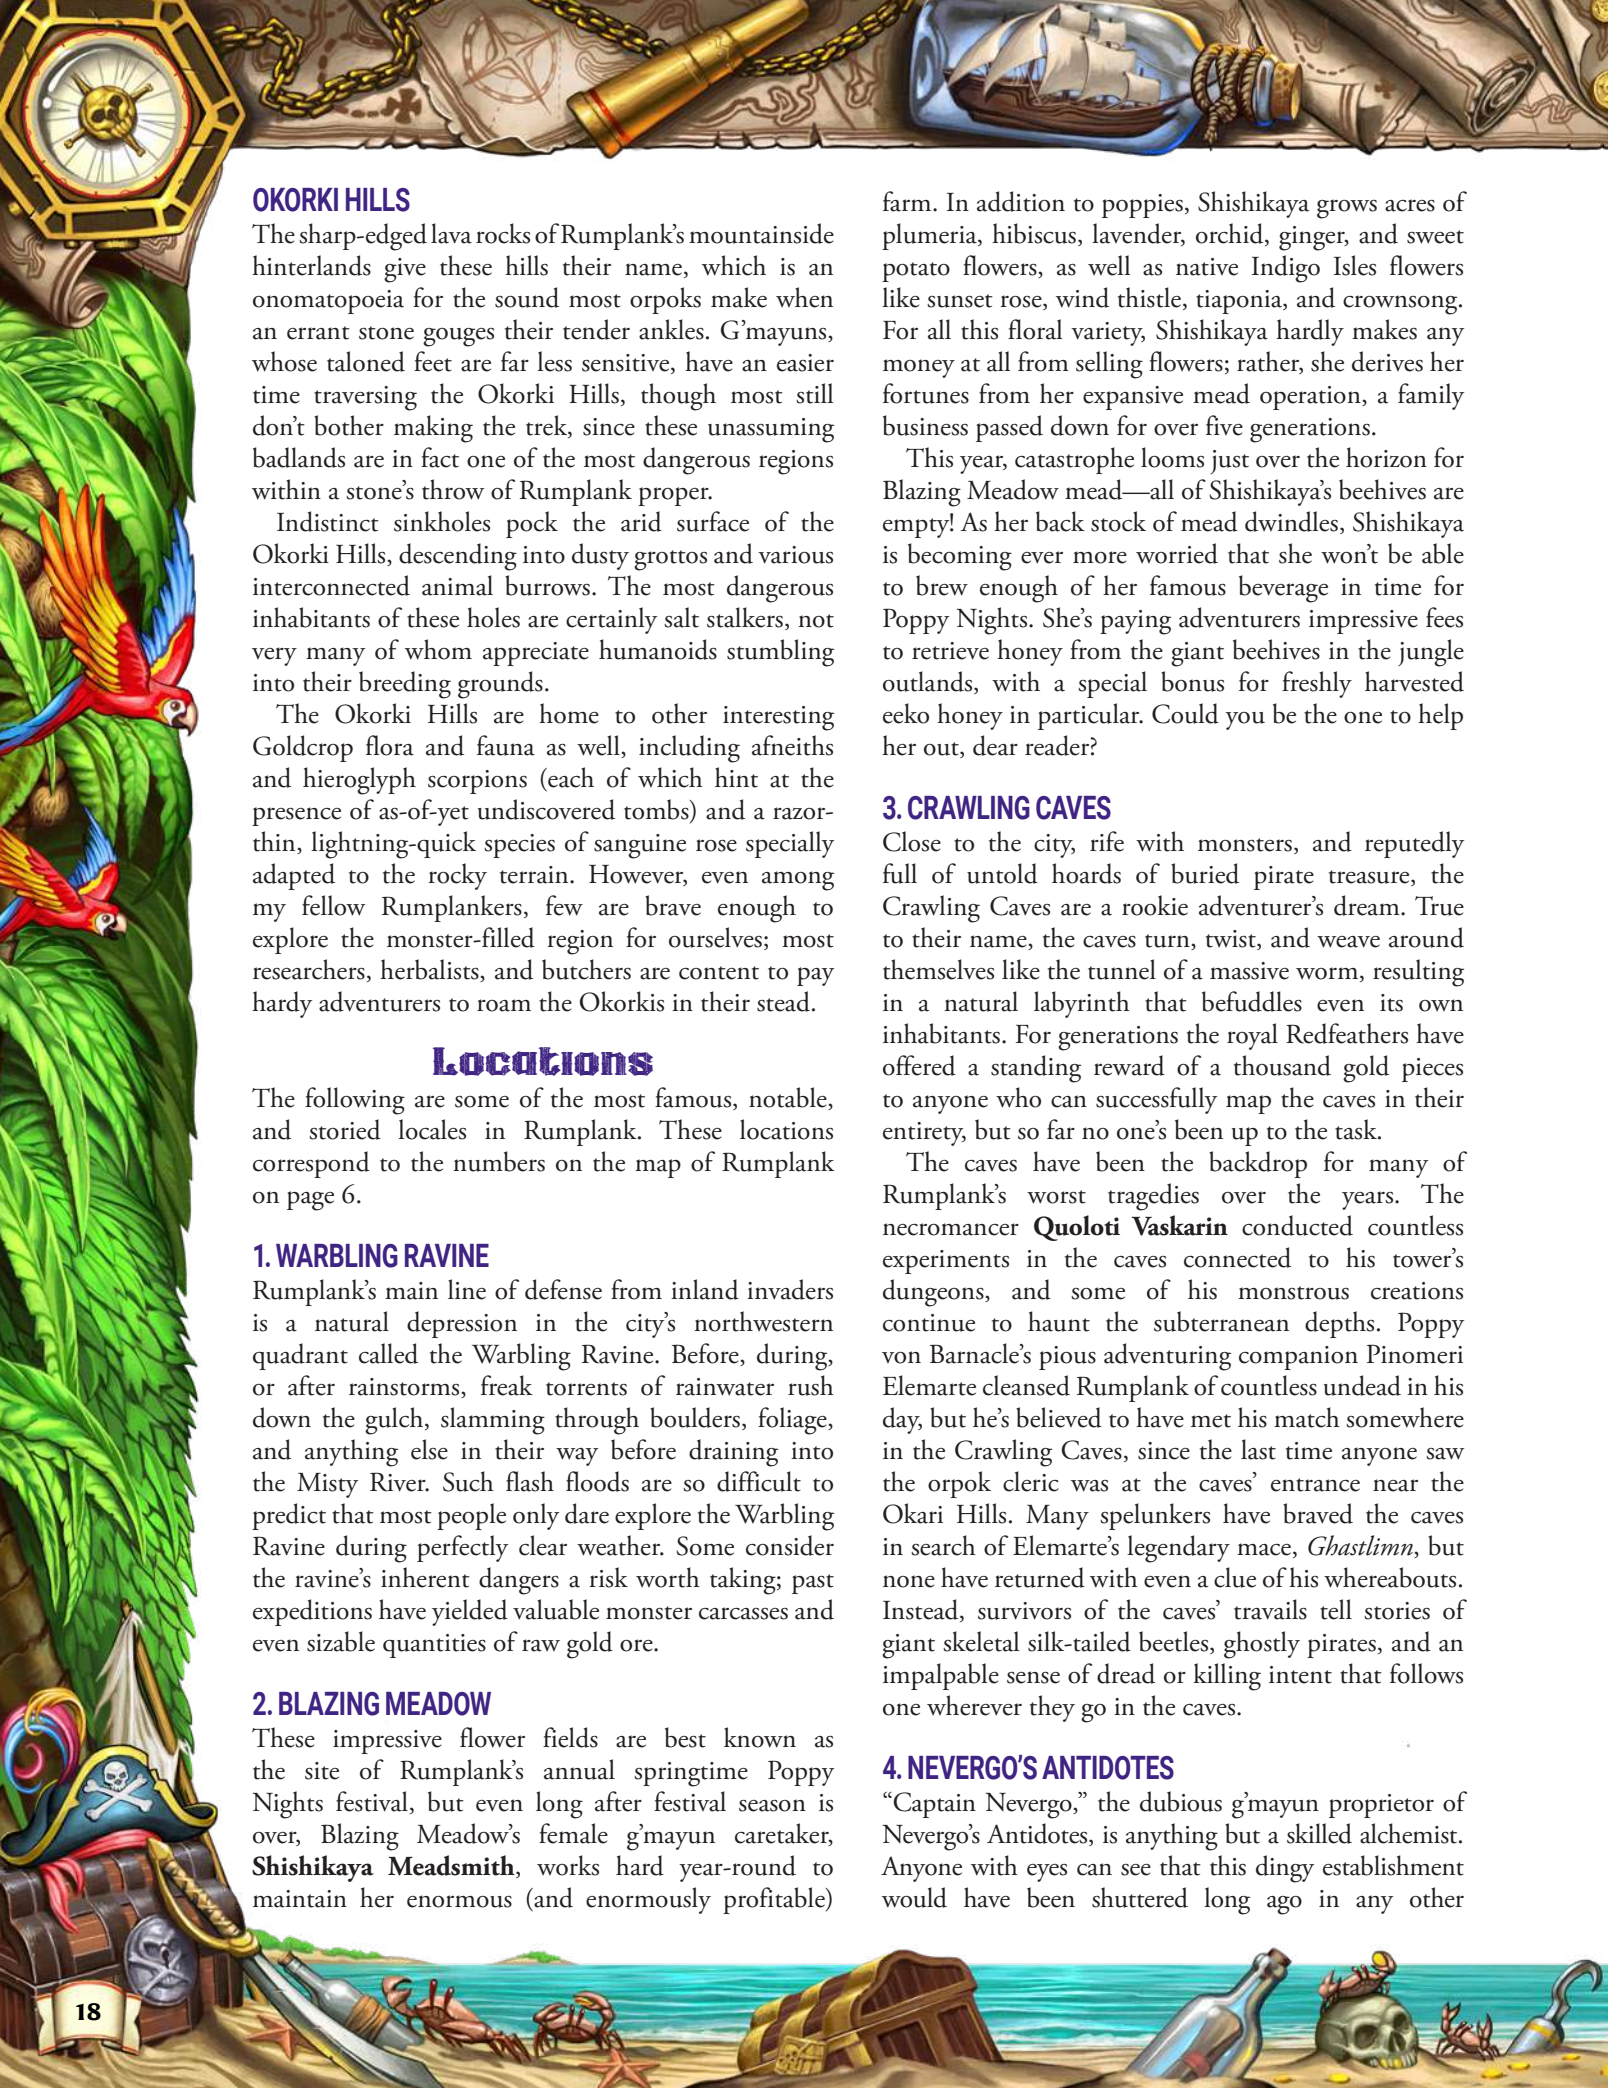 OKORKI HILLS
The sharp-edged lava rocks of Rumplank’s mountainside
hinterlands give these hills their name, which is an
onomatopoeia for the sound most orpoks make when
an errant stone gouges their tender ankles. G’mayuns,
whose taloned feet are far less sensitive, have an easier
time traversing the Okorki Hills, though most still
don’t bother making the trek, since these unassuming
badlands are in fact one of the most dangerous regions
within a stone’s throw of Rumplank proper.
Indistinct sinkholes pock the arid surface of the
Okorki Hills, descending into dusty grottos and various
interconnected animal burrows. The most dangerous
inhabitants of these holes are certainly salt stalkers, not
very many of whom appreciate humanoids stumbling
into their breeding grounds.
The Okorki Hills are home to other interesting
Goldcrop flora and fauna as well, including afneiths
and hieroglyph scorpions (each of which hint at the
presence of as-of-yet undiscovered tombs) and a razor-
thin, lightning-quick species of sanguine rose specially
adapted to the rocky terrain. However, even among
my fellow Rumplankers, few are brave enough to
explore the monster-filled region for ourselves; most
researchers, herbalists, and butchers are content to pay
hardy adventurers to roam the Okorkis in their stead.
Locations
The following are some of the most famous, notable,
and storied locales in Rumplank. These locations
correspond to the numbers on the map of Rumplank
on page 6.
1. WARBLING RAVINE
Rumplank’s main line of defense from inland invaders
is a natural depression in the city’s northwestern
quadrant called the Warbling Ravine. Before, during,
or after rainstorms, freak torrents of rainwater rush
down the gulch, slamming through boulders, foliage,
and anything else in their way before draining into
the Misty River. Such flash floods are so difficult to
predict that most people only dare explore the Warbling
Ravine during perfectly clear weather. Some consider
the ravine’s inherent dangers a risk worth taking; past
expeditions have yielded valuable monster carcasses and
even sizable quantities of raw gold ore.
2. BLAZING MEADOW
These impressive flower fields are best known as
the site of Rumplank’s annual springtime Poppy
Nights festival, but even long after festival season is
over, Blazing Meadow’s female g’mayun caretaker,
Shishikaya Meadsmith, works hard year-round to
maintain her enormous (and enormously profitable)
farm. In addition to poppies, Shishikaya grows acres of
plumeria, hibiscus, lavender, orchid, ginger, and sweet
potato flowers, as well as native Indigo Isles flowers
like sunset rose, wind thistle, tiaponia, and crownsong.
For all this floral variety, Shishikaya hardly makes any
money at all from selling flowers; rather, she derives her
fortunes from her expansive mead operation, a family
business passed down for over five generations.
This year, catastrophe looms just over the horizon for
Blazing Meadow mead—all of Shishikaya’s beehives are
empty! As her back stock of mead dwindles, Shishikaya
is becoming ever more worried that she won’t be able
to brew enough of her famous beverage in time for
Poppy Nights. She’s paying adventurers impressive fees
to retrieve honey from the giant beehives in the jungle
outlands, with a special bonus for freshly harvested
eeko honey in particular. Could you be the one to help
her out, dear reader?
3. CRAWLING CAVES
Close to the city, rife with monsters, and reputedly
full of untold hoards of buried pirate treasure, the
Crawling Caves are a rookie adventurer’s dream. True
to their name, the caves turn, twist, and weave around
themselves like the tunnel of a massive worm, resulting
in a natural labyrinth that befuddles even its own
inhabitants. For generations the royal Redfeathers have
offered a standing reward of a thousand gold pieces
to anyone who can successfully map the caves in their
entirety, but so far no one’s been up to the task.
The caves have been the backdrop for many of
Rumplank’s worst tragedies over the years. The
necromancer Quoloti Vaskarin conducted countless
experiments in the caves connected to his tower’s
dungeons, and some of his monstrous creations
continue to haunt the subterranean depths. Poppy
von Barnacle’s pious adventuring companion Pinomeri
Elemarte cleansed Rumplank of countless undead in his
day, but he’s believed to have met his match somewhere
in the Crawling Caves, since the last time anyone saw
the orpok cleric was at the caves’ entrance near the
Okari Hills. Many spelunkers have braved the caves
in search of Elemarte’s legendary mace, Ghastlimn, but
none have returned with even a clue of his whereabouts.
Instead, survivors of the caves’ travails tell stories of
giant skeletal silk-tailed beetles, ghostly pirates, and an
impalpable sense of dread or killing intent that follows
one wherever they go in the caves.
4. NEVERGO’S ANTIDOTES
“Captain Nevergo,” the dubious g’mayun proprietor of
Nevergo’s Antidotes, is anything but a skilled alchemist.
Anyone with eyes can see that this dingy establishment
would have been shuttered long ago in any other
18